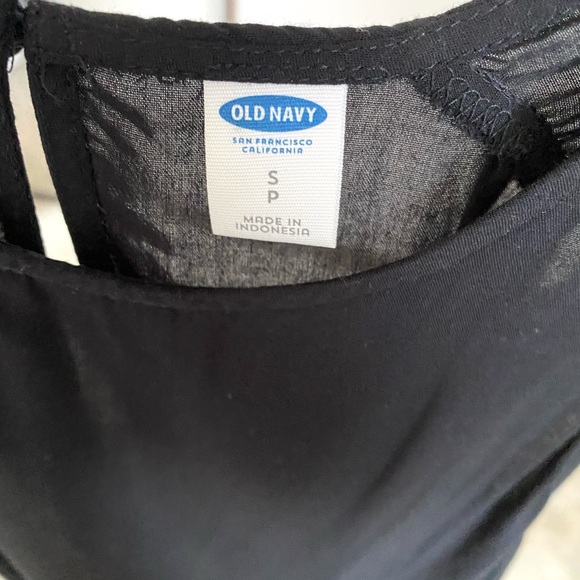 OLD NAVY
SAN FRANCISCO
CALIFORNIA
S
P
MADE IN
INDONESIA